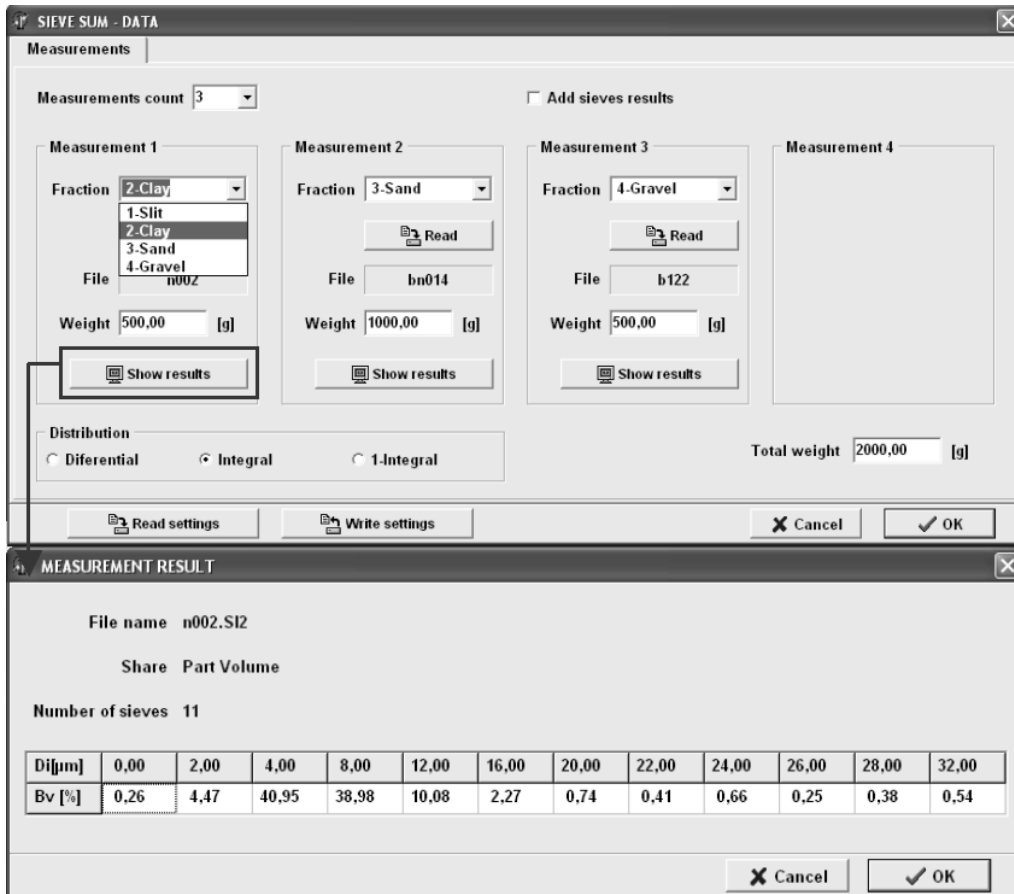 SIEVE SUM - DATA
Measurements
Measurements count 3
Add sieves results
Measurement 1
Fraction 2-Clay
1-Slit
2-Clay
3-Sand
4-Gravel
File n002
Weight 500,00 [g]
Show results
Measurement 2
Fraction 3-Sand
Read
File bn014
Weight 1000,00 [g]
Show results
Measurement 3
Fraction 4-Gravel
Read
File b122
Weight 500,00 [g]
Show results
Measurement 4
Distribution
Diferential Integral 1-Integral
Total weight 2000,00 [g]
Read settings Write settings Cancel OK
MEASUREMENT RESULT
File name n002.SI2
Share Part Volume
Number of sieves 11
Di[µm] 0,00 2,00 4,00 8,00 12,00 16,00 20,00 22,00 24,00 26,00 28,00 32,00
Bv [%] 0,26 4,47 40,95 38,98 10,08 2,27 0,74 0,41 0,66 0,25 0,38 0,54
Cancel OK